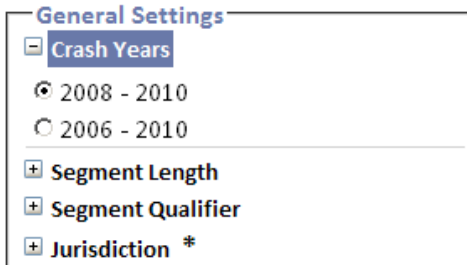 General Settings
Crash Years
2008 - 2010
2006 - 2010
Segment Length
Segment Qualifier
Jurisdiction *